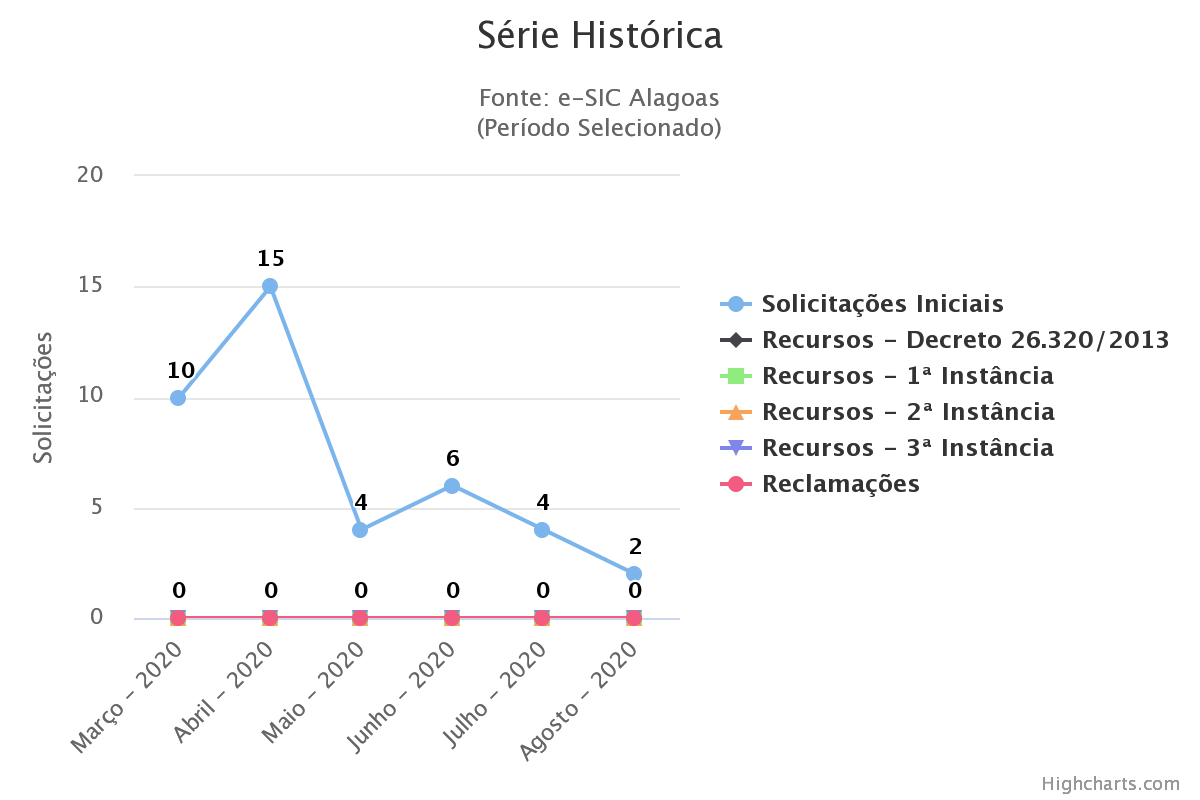 Série Histórica
Fonte: e-SIC Alagoas
(Período Selecionado)
Solicitações
20
15
10
5
0
10
15
4
6
4
2
0
0
0
0
0
0
Março - 2020
Abril - 2020
Maio - 2020
Junho - 2020
Julho - 2020
Agosto - 2020
Solicitações Iniciais
Recursos - Decreto 26.320/2013
Recursos - 1ª Instância
Recursos - 2ª Instância
Recursos - 3ª Instância
Reclamações
Highcharts.com